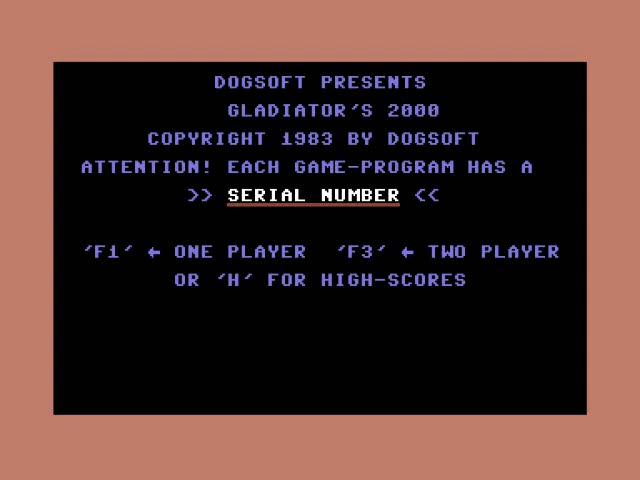 DOGSOFT PRESENTS
GLADIATOR'S 2000
COPYRIGHT 1983 BY DOGSOFT
ATTENTION! EACH GAME-PROGRAM HAS A
>> SERIAL NUMBER <<
'F1' ← ONE PLAYER  'F3' ← TWO PLAYER
OR 'H' FOR HIGH-SCORES